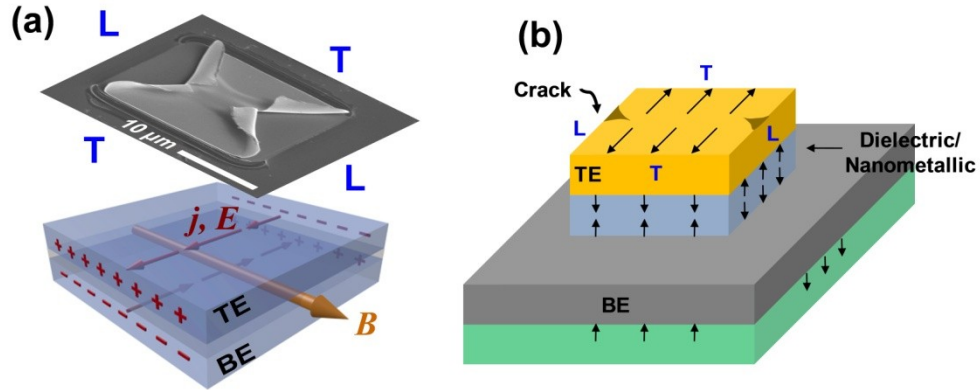 (a)
L
T
T
10 μm
L
j, E
+ + + + + + + +
TE
B
BE
(b)
T
Crack
L
L
Dielectric/
Nanometallic
TE
T
BE